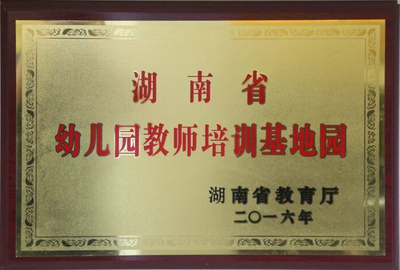 湖南省
幼儿园教师培训基地园
湖南省教育厅
二〇一六年